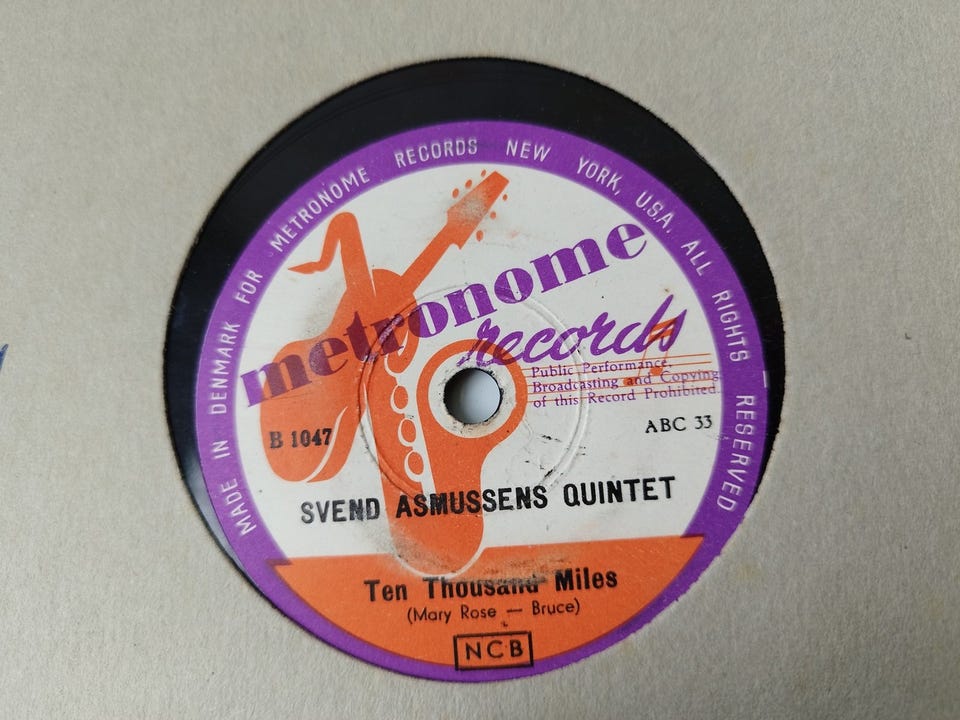 MADE IN DENMARK FOR METRONOME RECORDS NEW YORK, U.S.A. ALL RIGHTS RESERVED
metronome
records
Public Performance,
Broadcasting and Copying
of this Record Prohibited.
B 1047
ABC 33
SVEND ASMUSSENS QUINTET
Ten Thousand Miles
(Mary Rose — Bruce)
NCB